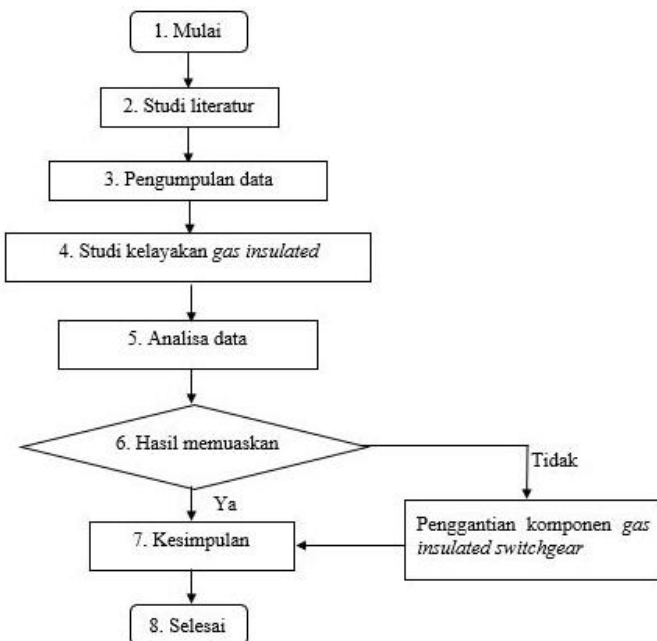 1. Mulai
2. Studi literatur
3. Pengumpulan data
4. Studi kelayakan gas insulated
5. Analisa data
6. Hasil memuaskan
Tidak
Ya
Penggantian komponen gas
insulated switchgear
7. Kesimpulan
8. Selesai